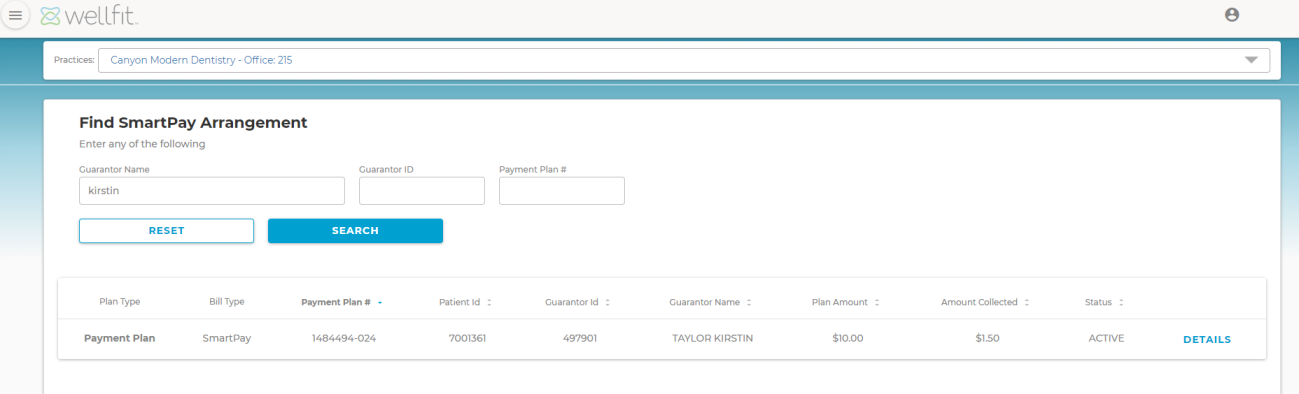 wellfit.
Practices: Canyon Modern Dentistry - Office: 215
Find SmartPay Arrangement
Enter any of the following
Guarantor Name Guarantor ID Payment Plan #
kirstin
RESET SEARCH
Plan Type Bill Type Payment Plan # Patient Id Guarantor Id Guarantor Name Plan Amount Amount Collected Status
Payment Plan SmartPay 1484494-024 7001361 497901 TAYLOR KIRSTIN $10.00 $1.50 ACTIVE DETAILS